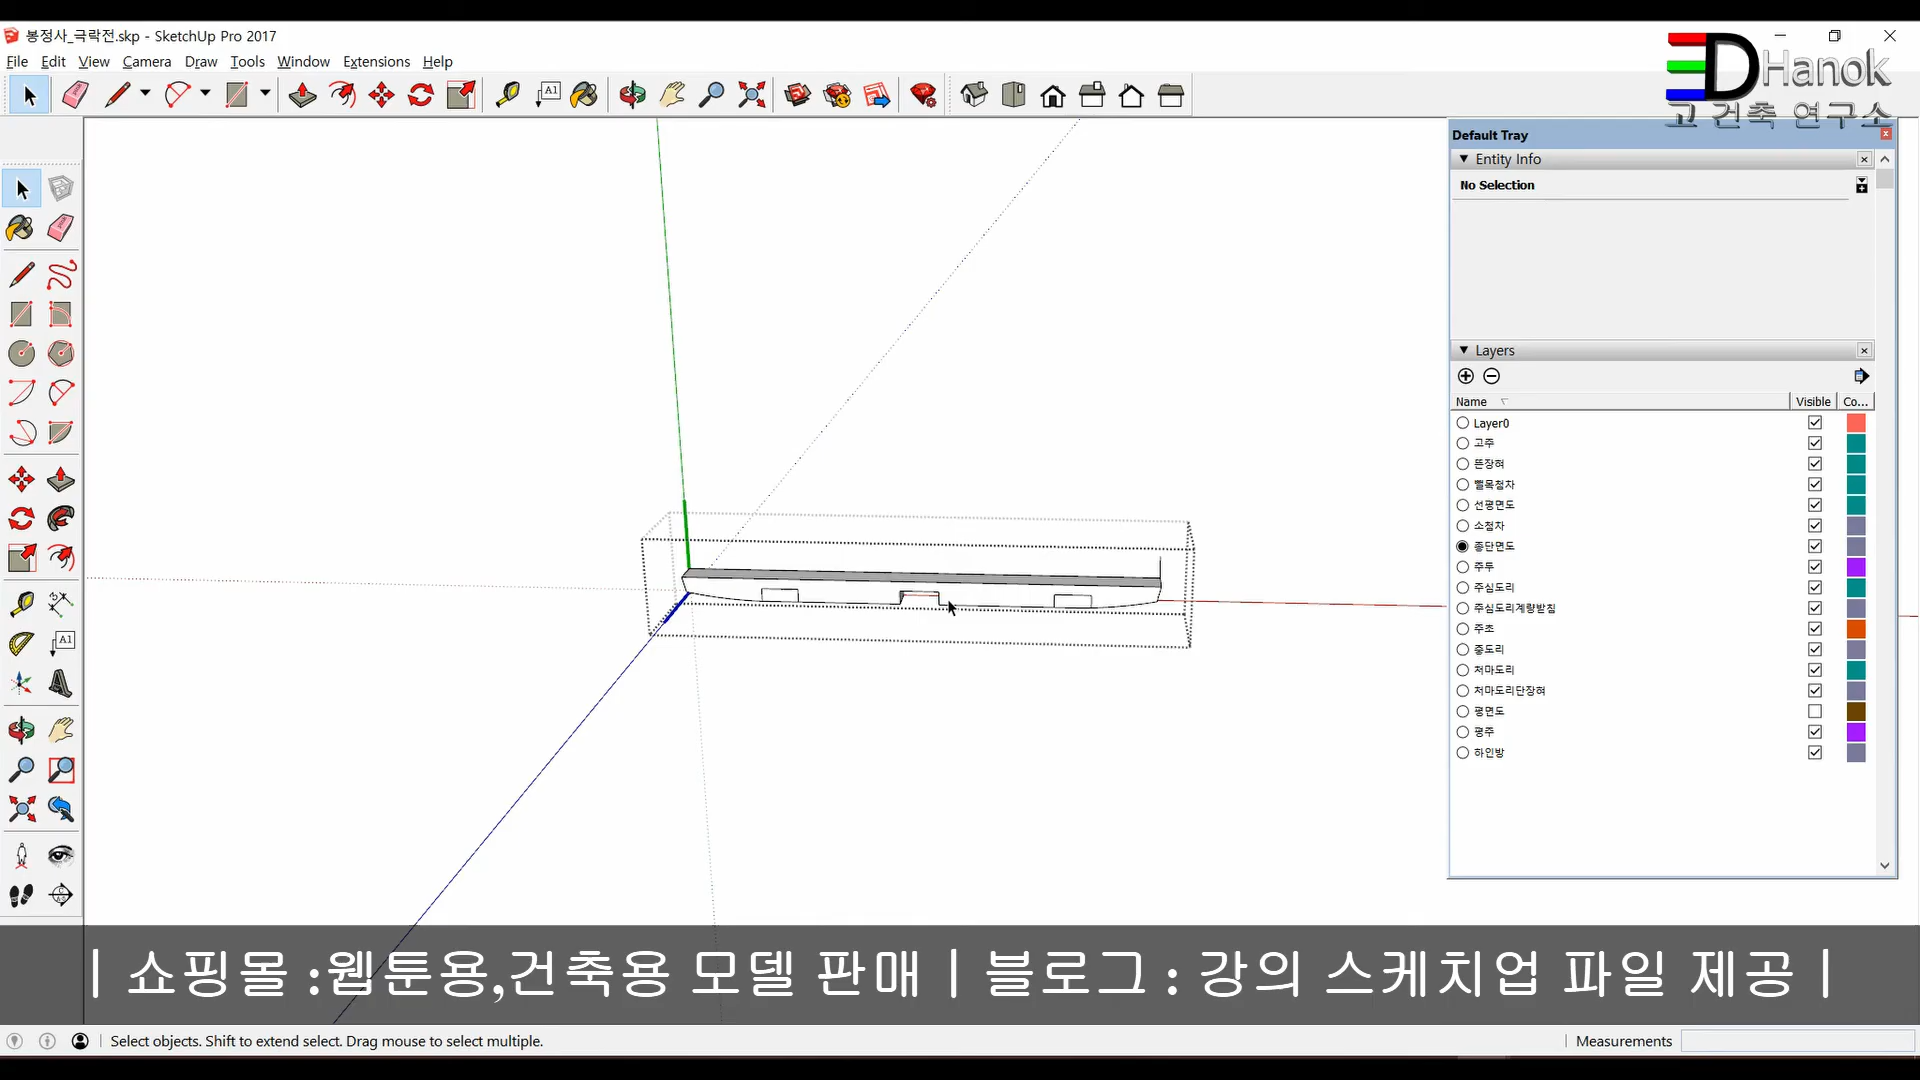 봉정사_극락전.skp - SketchUp Pro 2017
File Edit View Camera Draw Tools Window Extensions Help
A1
DHanok
고 건축 연구소
Default Tray
Entity Info
No Selection
Layers
Name Visible Co...
Layer0
고주
뜬장혀
뺄목첨차
선평면도
소첨차
종단면도
주두
주심도리
주심도리계량받침
주초
중도리
처마도리
처마도리단장혀
평면도
평주
하인방
A1
| 쇼핑몰 :웹툰용,건축용 모델 판매 | 블로그 : 강의 스케치업 파일 제공 |
Select objects. Shift to extend select. Drag mouse to select multiple.
Measurements